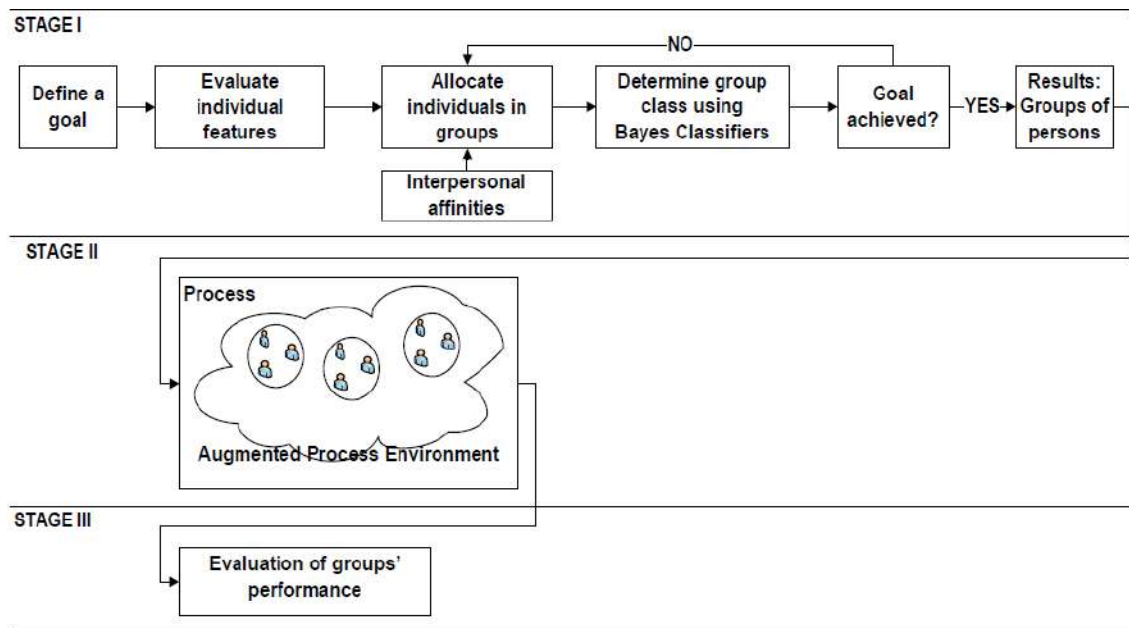 STAGE I
NO
Define a
goal
Evaluate
individual
features
Allocate
individuals in
groups
Determine group
class using
Bayes Classifiers
Goal
achieved?
YES
Results:
Groups of
persons
Interpersonal
affinities
STAGE II
Process
Augmented Process Environment
STAGE III
Evaluation of groups'
performance